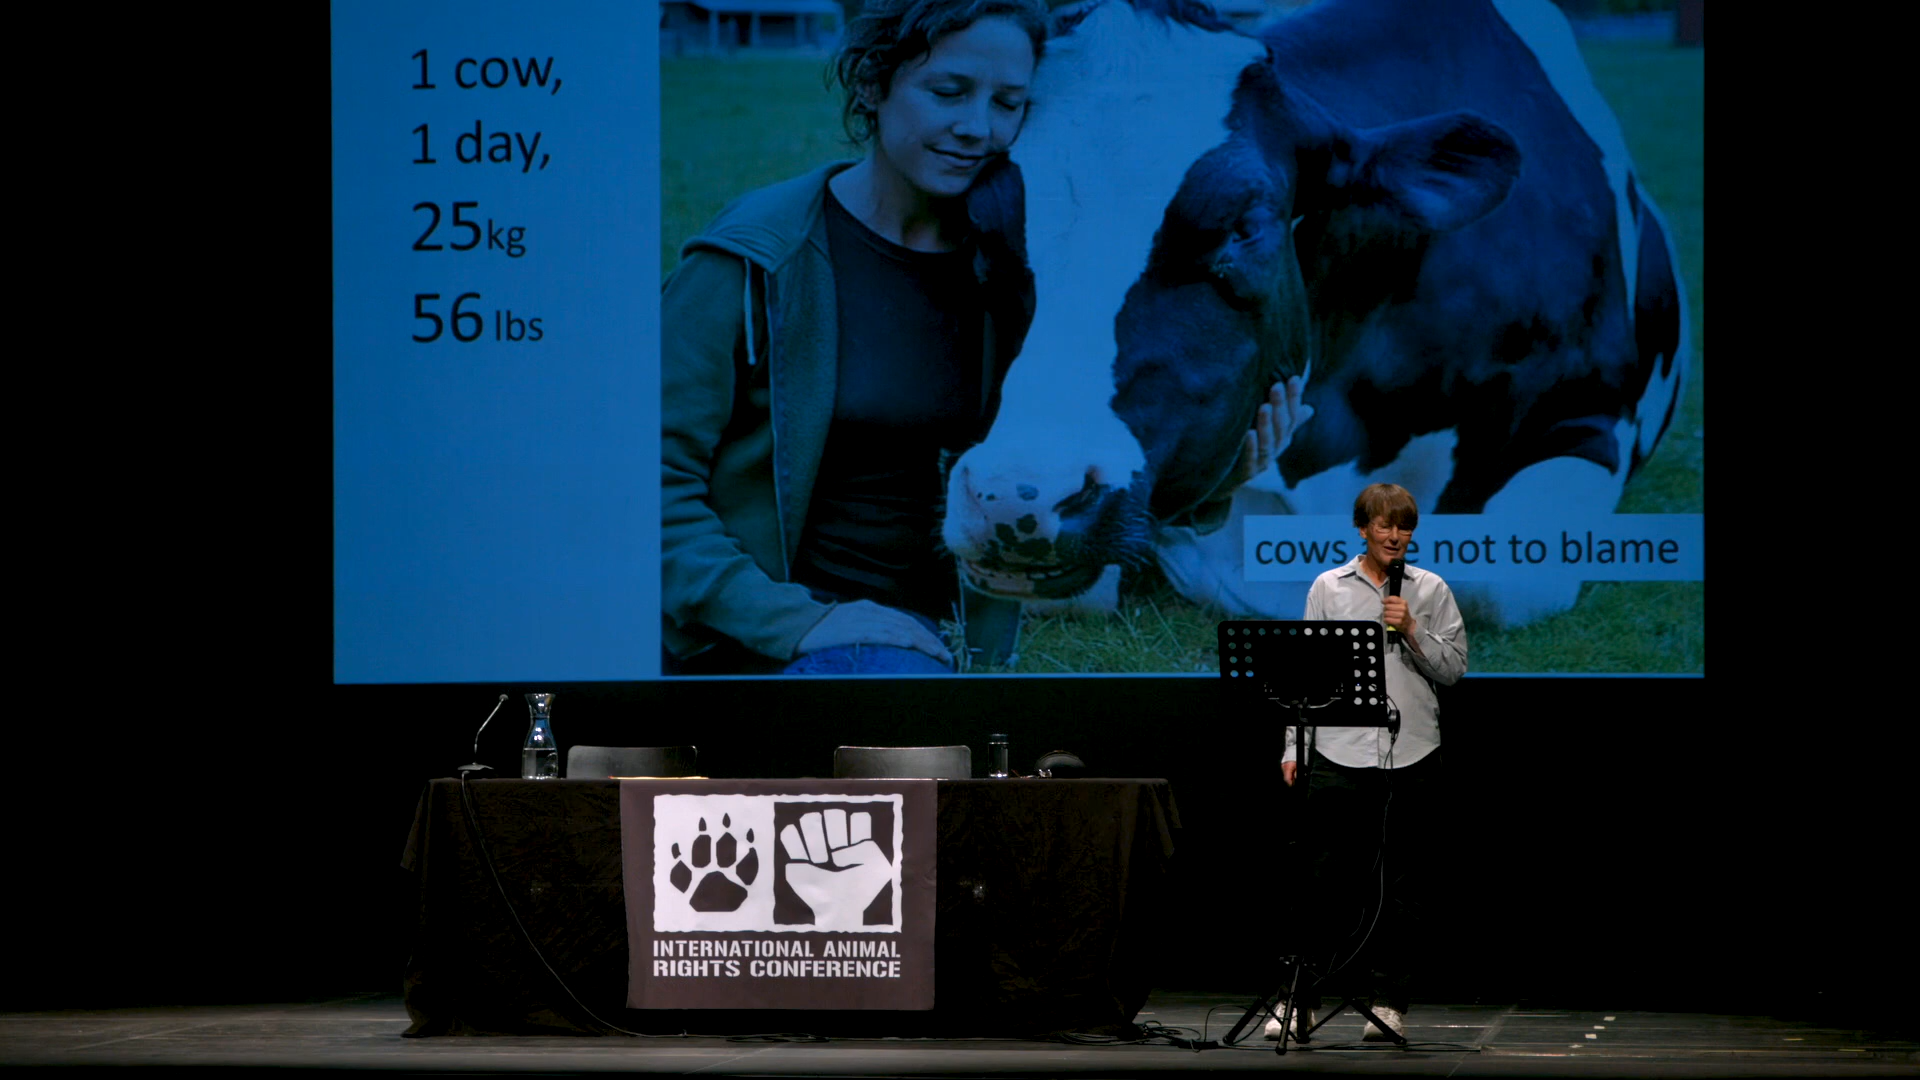 1 cow,
1 day,
25kg
56 lbs
cows not to blame
INTERNATIONAL ANIMAL
RIGHTS CONFERENCE